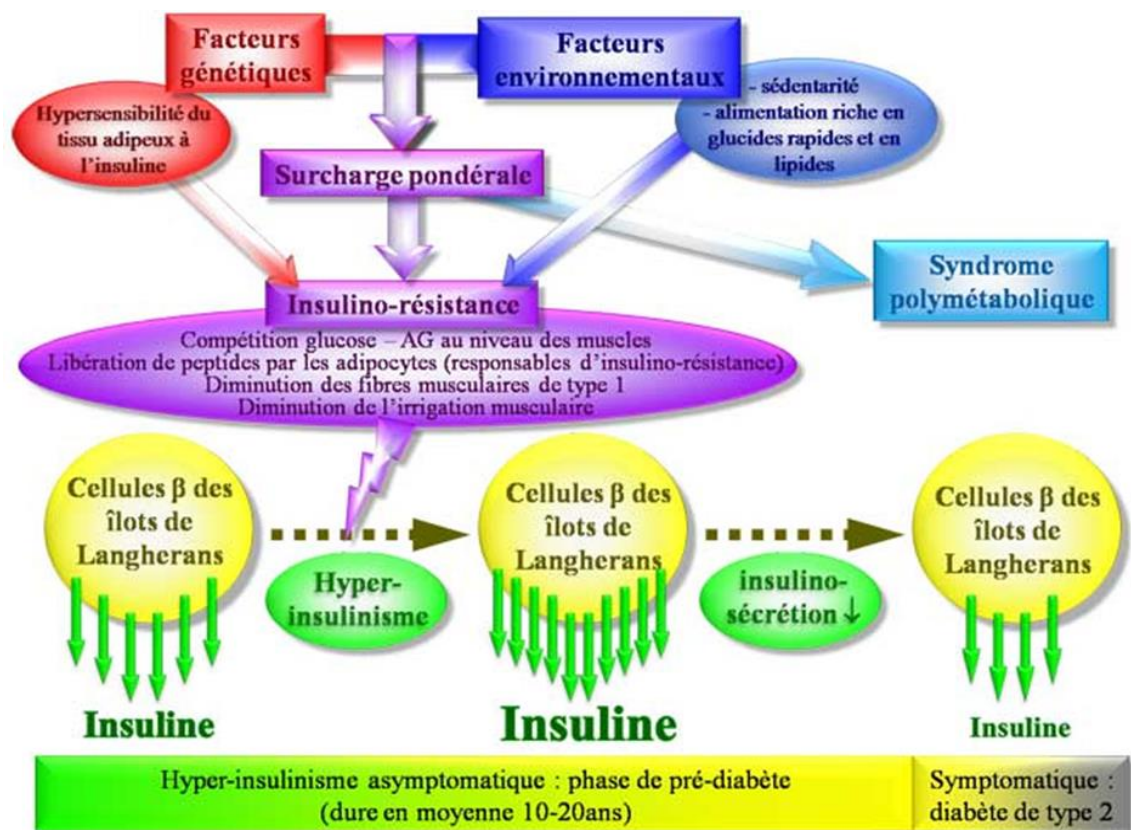 Facteurs
génétiques
Facteurs
environnementaux
Hypersensibilité du
tissu adipeux à
l'insuline
- sédentarité
- alimentation riche en
glucides rapides et en
lipides
Surcharge pondérale
Syndrome
polymétabolique
Insulino-résistance
Compétition glucose – AG au niveau des muscles
Libération de peptides par les adipocytes (responsables d'insulino-résistance)
Diminution des fibres musculaires de type 1
Diminution de l'irrigation musculaire
Cellules β des
îlots de
Langherans
Hyper-
insulinisme
Cellules β des
îlots de
Langherans
insulino-
sécrétion ↓
Cellules β des
îlots de
Langherans
Insuline
Insuline
Insuline
Hyper-insulinisme asymptomatique : phase de pré-diabète
(dure en moyenne 10-20ans)
Symptomatique :
diabète de type 2